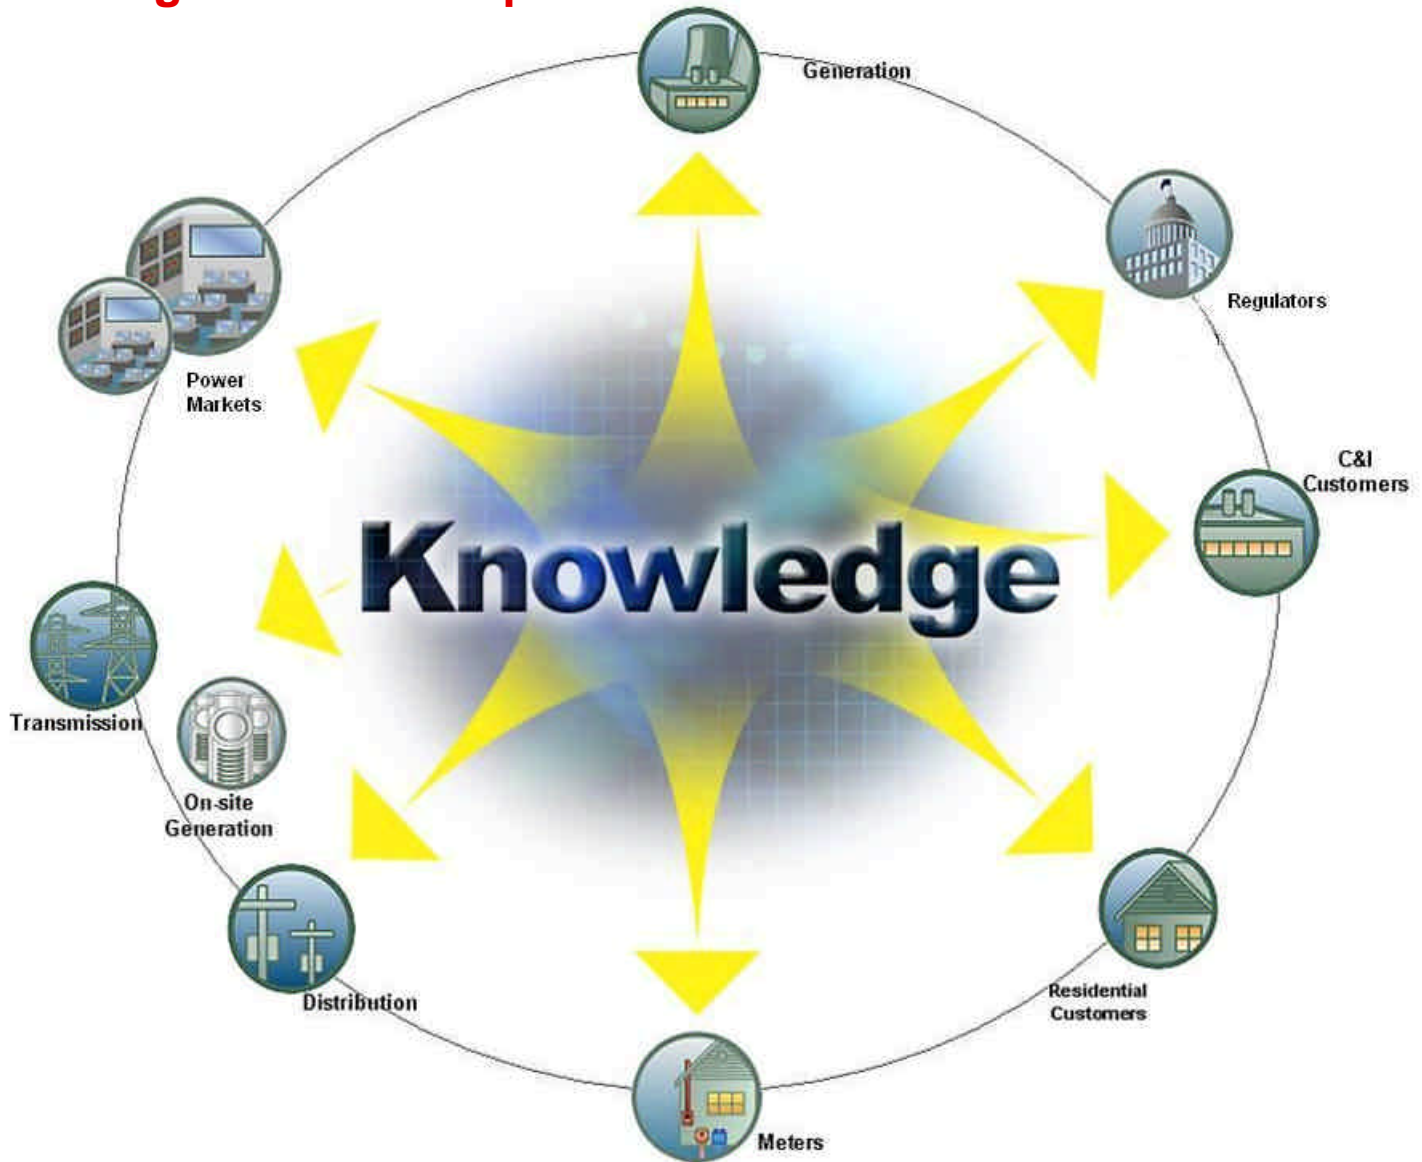 Generation
Regulators
Power
Markets
C&I
Customers
Knowledge
Transmission
On-site
Generation
Distribution
Residential
Customers
Meters